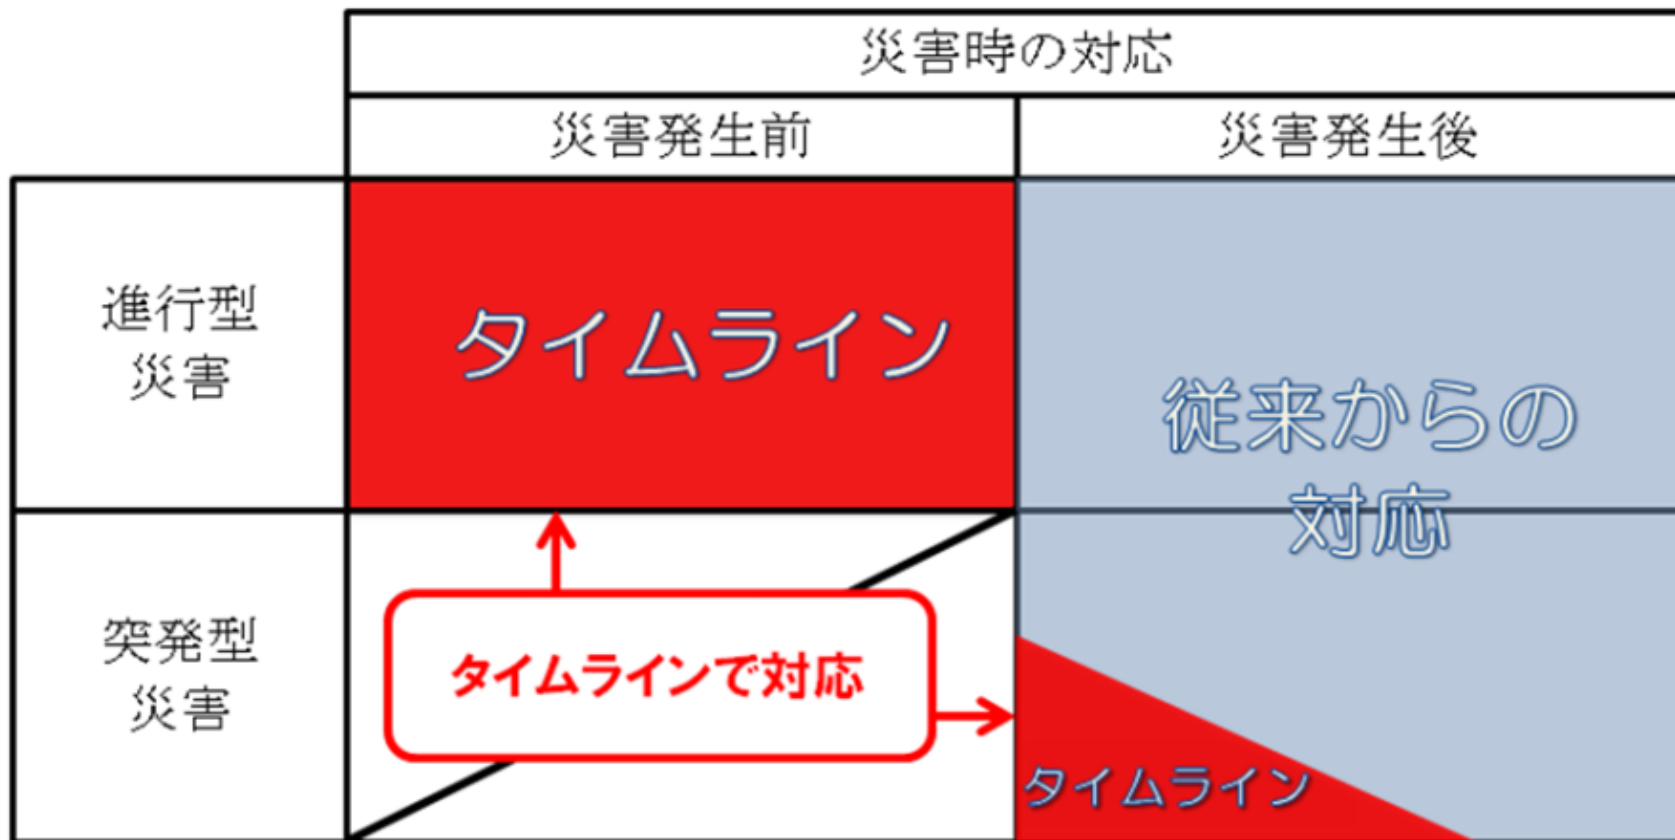 災害時の対応
災害発生前
災害発生後
進行型
災害
タイムライン
従来からの
対応
突発型
災害
タイムラインで対応
タイムライン